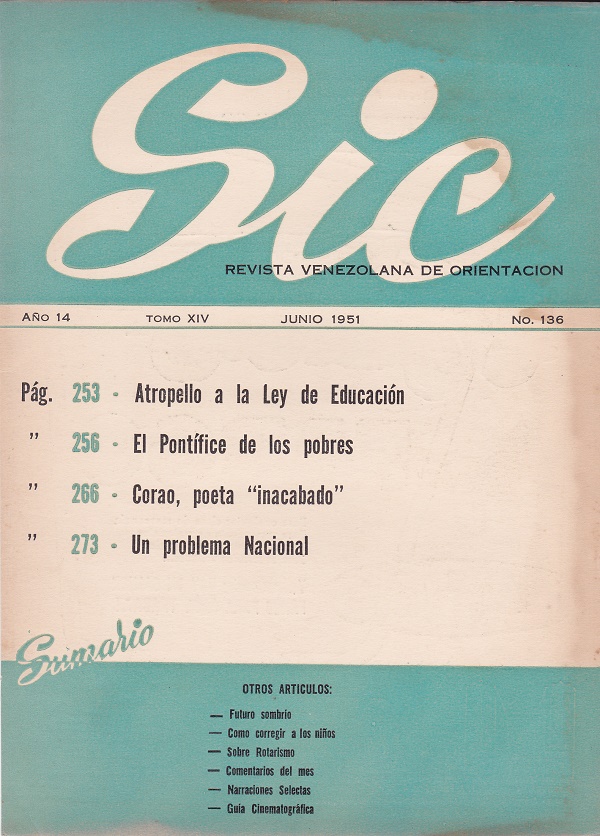 Sic
REVISTA VENEZOLANA DE ORIENTACION
AÑO 14 TOMO XIV JUNIO 1951 No. 136
Pág. 253 - Atropello a la Ley de Educación
” 256 - El Pontífice de los pobres
” 266 - Corao, poeta “inacabado”
” 273 - Un problema Nacional
Sumario
OTROS ARTICULOS:
— Futuro sombrio
— Como corregir a los niños
— Sobre Rotarismo
— Comentarios del mes
— Narraciones Selectas
— Guía Cinematográfica